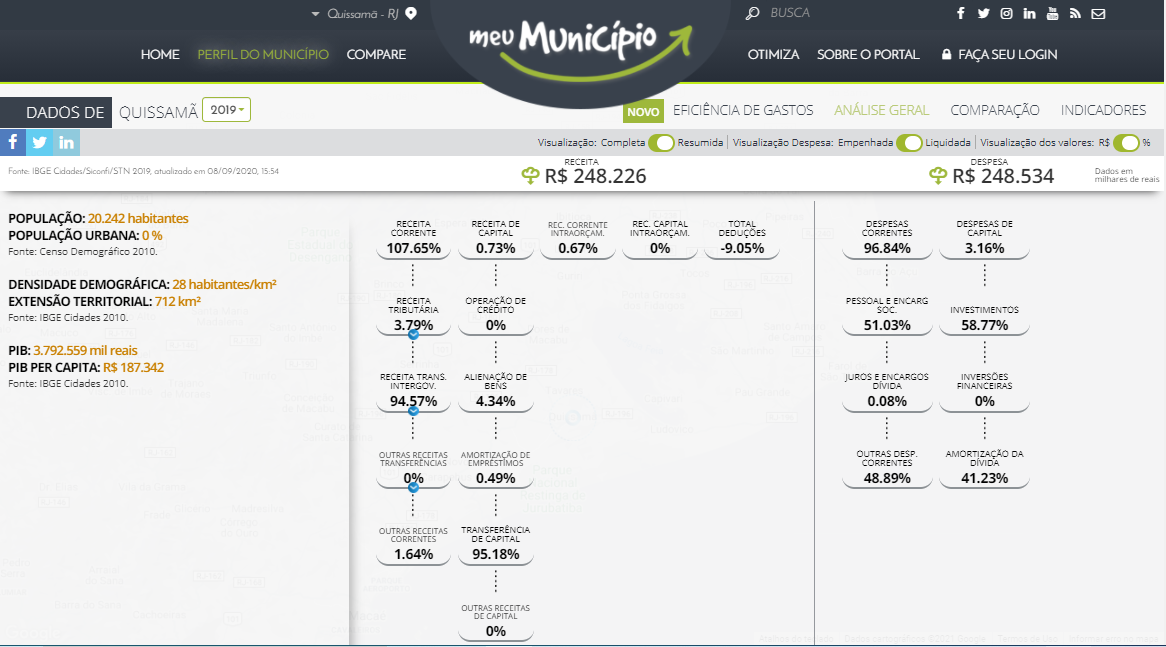 Quissamã - RJ
BUSCA
meu Município
HOME
PERFIL DO MUNICÍPIO
COMPARE
OTIMIZA
SOBRE O PORTAL
FAÇA SEU LOGIN
DADOS DE
QUISSAMÃ
2019
NOVO
EFICIÊNCIA DE GASTOS
ANÁLISE GERAL
COMPARAÇÃO
INDICADORES
Visualização: Completa Resumida
Visualização Despesa: Empenhada Liquidada
Visualização dos valores: R$ %
Fonte: IBGE Cidades/Siconfi/STN 2019, atualizado em 08/09/2020, 15:54
RECEITA
R$ 248.226
DESPESA
R$ 248.534
Dados em
milhares de reais
POPULAÇÃO: 20.242 habitantes
POPULAÇÃO URBANA: 0 %
Fonte: Censo Demográfico 2010.
DENSIDADE DEMOGRÁFICA: 28 habitantes/km²
EXTENSÃO TERRITORIAL: 712 km²
Fonte: IBGE Cidades 2010.
PIB: 3.792.559 mil reais
PIB PER CAPITA: R$ 187.342
Fonte: IBGE Cidades 2010.
RECEITA
CORRENTE
107.65%
RECEITA DE
CAPITAL
0.73%
REC. CORRENTE
INTRAORÇAM.
0.67%
REC. CAPITAL
INTRAORÇAM.
0%
TOTAL
DEDUÇÕES
-9.05%
RECEITA
TRIBUTÁRIA
3.79%
OPERAÇÃO DE
CRÉDITO
0%
RECEITA TRANS.
INTERGOV.
94.57%
ALIENAÇÃO DE
BENS
4.34%
OUTRAS RECEITAS
TRANSFERÊNCIAS
0%
AMORTIZAÇÃO DE
EMPRÉSTIMOS
0.49%
OUTRAS RECEITAS
CORRENTES
1.64%
TRANSFERÊNCIA
DE CAPITAL
95.18%
OUTRAS RECEITAS
DE CAPITAL
0%
DESPESAS
CORRENTES
96.84%
DESPESAS DE
CAPITAL
3.16%
PESSOAL E ENCARG
SOC.
51.03%
INVESTIMENTOS
58.77%
JUROS E ENCARGOS
DÍVIDA
0.08%
INVERSÕES
FINANCEIRAS
0%
OUTRAS DESP.
CORRENTES
48.89%
AMORTIZAÇÃO DA
DÍVIDA
41.23%
Atalhos do teclado
Dados cartográficos ©2021 Google
Termos de Uso
Informar erro no mapa